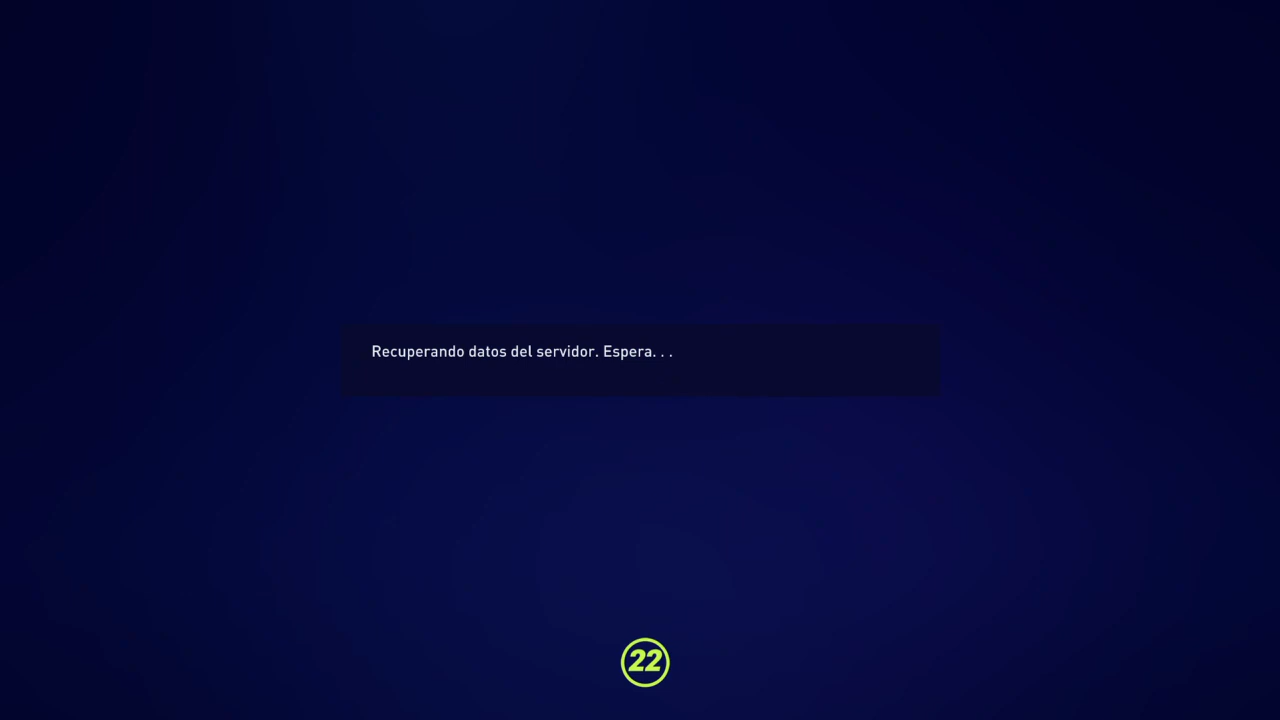 Recuperando datos del servidor. Espera. . .
22